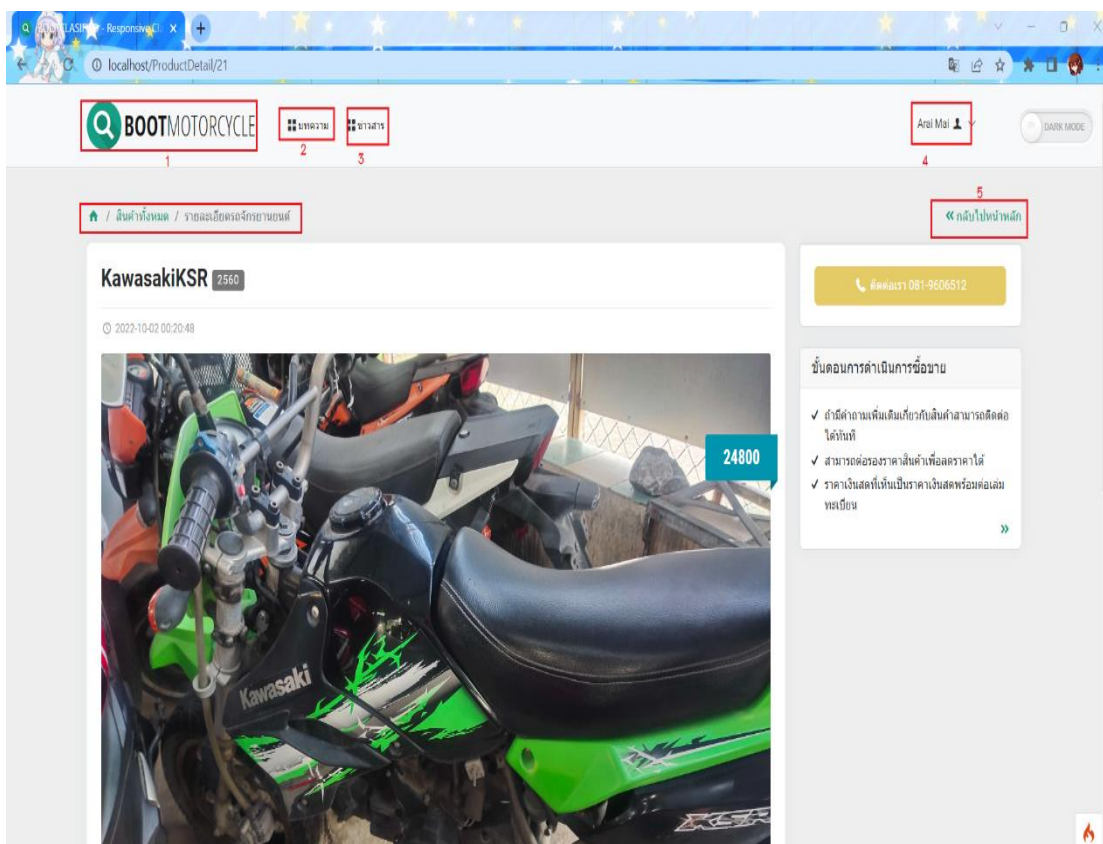 localhost/ProductDetail/21
BOOTMOTORCYCLE
บทความ
ข่าวสาร
Arai Mai
DARK MODE
1
2
3
4
5
/ สินค้าทั้งหมด / รายละเอียดรถจักรยานยนต์
« กลับไปหน้าหลัก
KawasakiKSR 2560
2022-10-02 00:20:48
24800
Kawasaki
KSR
ติดต่อเรา 081-9606512
ขั้นตอนการดำเนินการซื้อขาย
✓ ถ้ามีคำถามเพิ่มเติมเกี่ยวกับสินค้าสามารถติดต่อ
ได้ทันที
✓ สามารถต่อรองราคาสินค้าเพื่อลดราคาได้
✓ ราคาเงินสดที่เห็นเป็นราคาเงินสดพร้อมต่อเล่ม
ทะเบียน
»